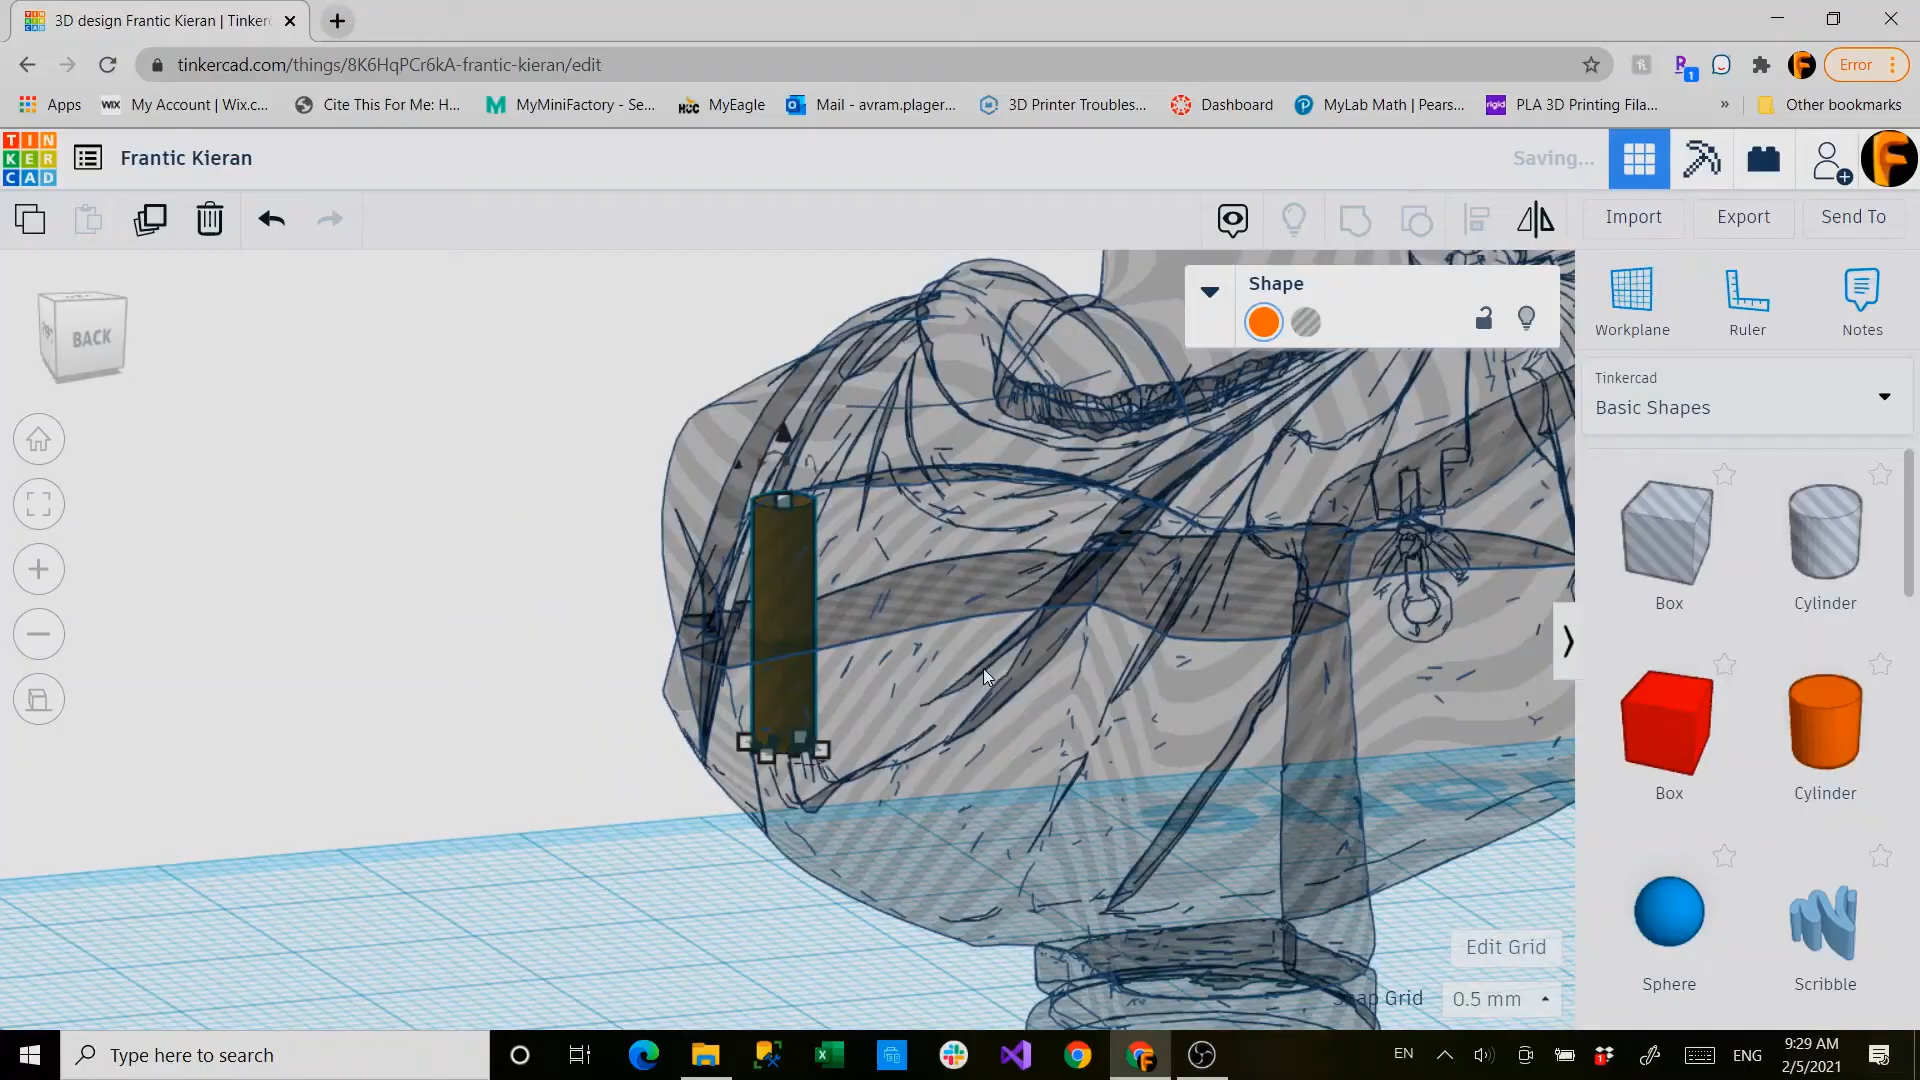 3D design Frantic Kieran | Tinker
tinkercad.com/things/8K6HqPCr6kA-frantic-kieran/edit
Error
Apps
WIX My Account | Wix.c...
Cite This For Me: H...
MyMiniFactory - Se...
HCC MyEagle
Mail - avram.plager...
3D Printer Troubles...
Dashboard
MyLab Math | Pears...
rigid PLA 3D Printing Fila...
»
Other bookmarks
TIN
KER
CAD
Frantic Kieran
Saving...
Import
Export
Send To
Shape
BACK
Workplane
Ruler
Notes
Tinkercad
Basic Shapes
Box
Cylinder
Box
Cylinder
Sphere
Scribble
Edit Grid
Snap Grid 0.5 mm
Type here to search
EN
ENG
9:29 AM
2/5/2021